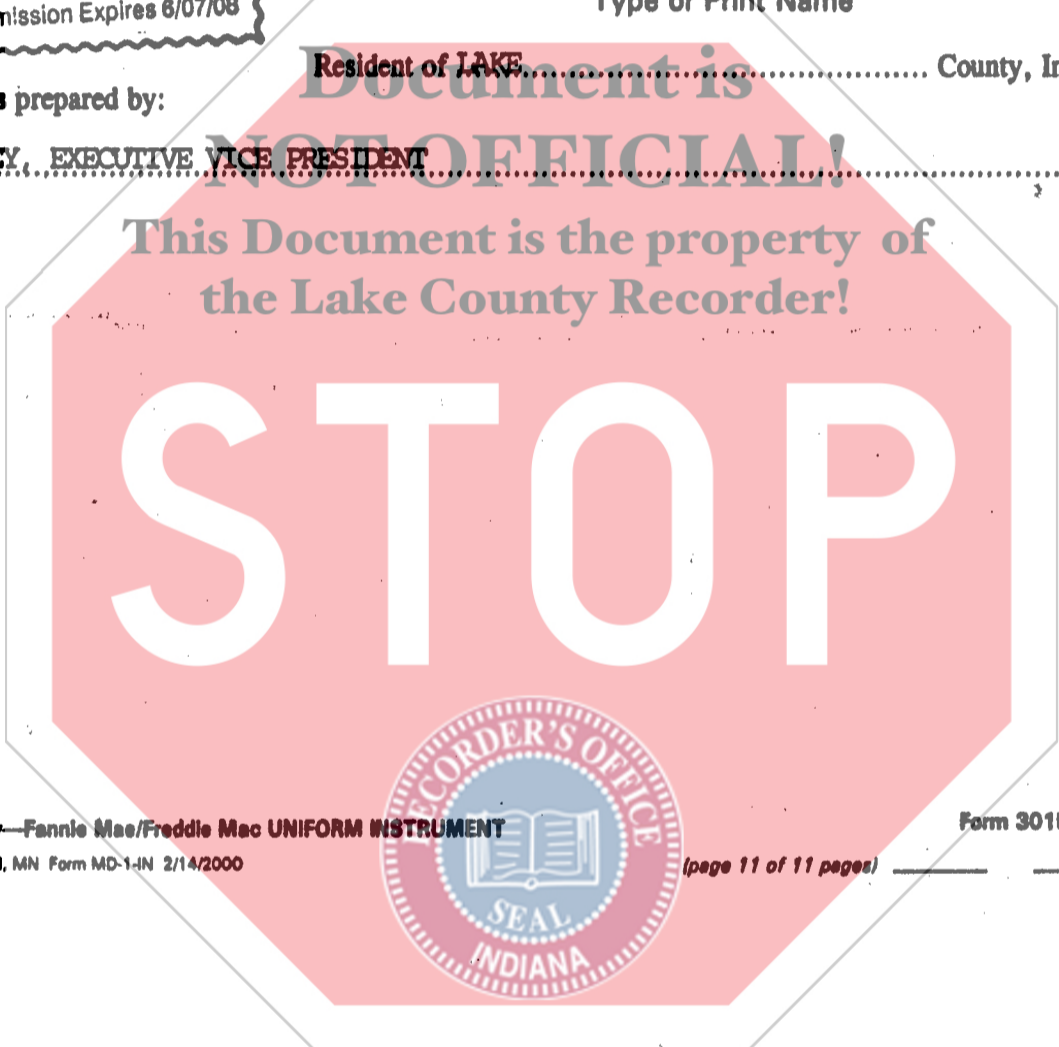 mission Expires 6/07/08
Type or Print Name
Document is
Resident of LAKE County, In
s prepared by:
Y, EXECUTIVE VICE PRESIDENT
NOT OFFICIAL!
This Document is the property of
the Lake County Recorder!
STOP
RECORDER'S OFFICE
SEAL
INDIANA
—Fannie Mae/Freddie Mac UNIFORM INSTRUMENT
Form 301
, MN Form MD-1-IN 2/14/2000
(page 11 of 11 pages)